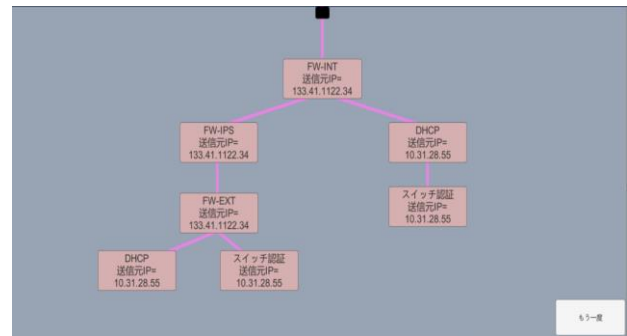 FW-INT
送信元IP=
133.41.1122.34
FW-IPS
送信元IP=
133.41.1122.34
DHCP
送信元IP=
10.31.28.55
FW-EXT
送信元IP=
133.41.1122.34
スイッチ認証
送信元IP=
10.31.28.55
DHCP
送信元IP=
10.31.28.55
スイッチ認証
送信元IP=
10.31.28.55
もう一度